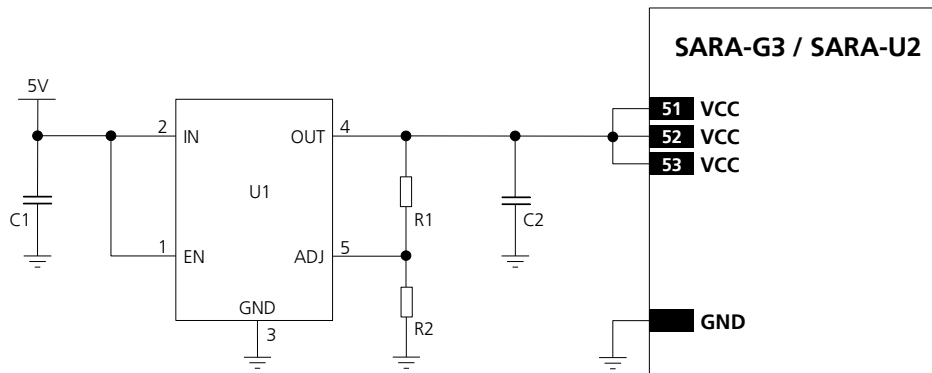 SARA-G3 / SARA-U2
5V
51 VCC
2 IN OUT 4
52 VCC
53 VCC
U1
C1
R1
C2
1 EN ADJ 5
GND
3
R2
GND